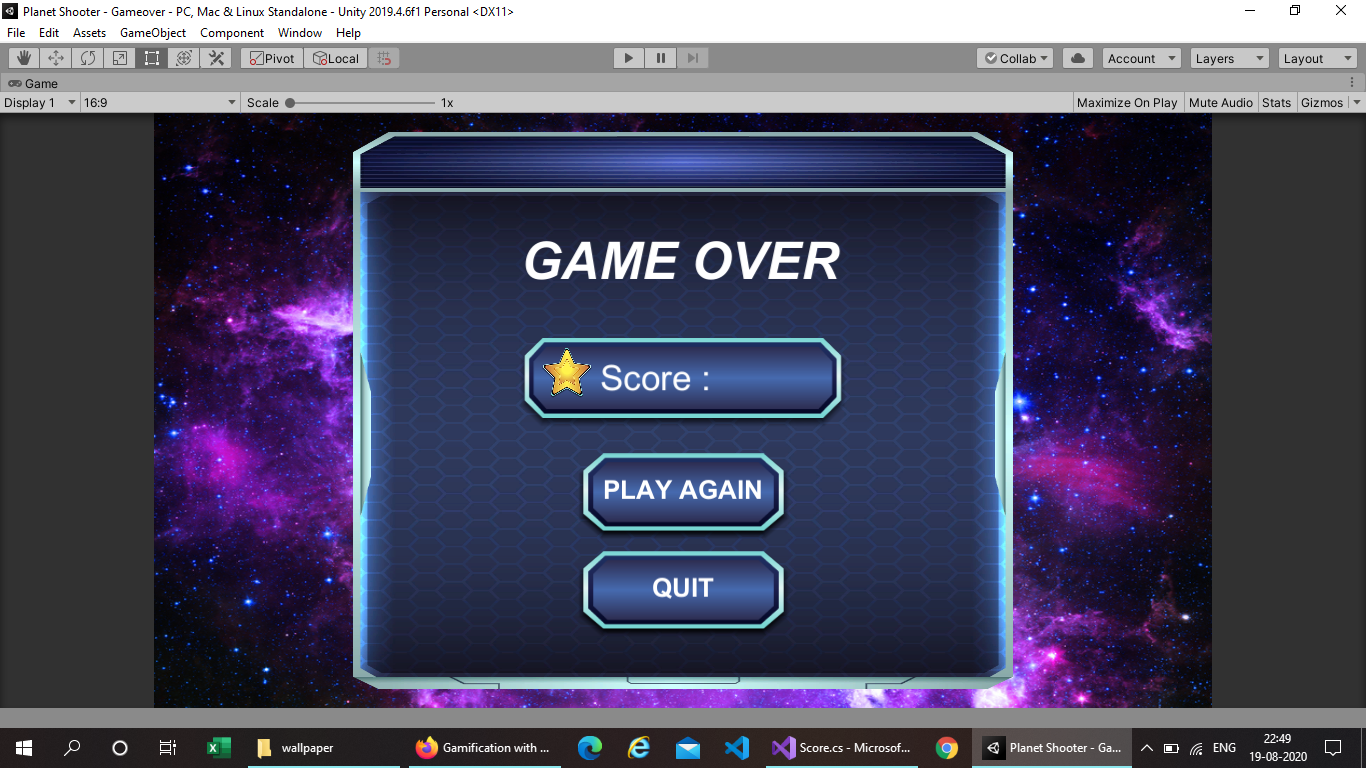 Planet Shooter - Gameover - PC, Mac & Linux Standalone - Unity 2019.4.6f1 Personal <DX11>
File Edit Assets GameObject Component Window Help
Pivot Local Collab Account Layers Layout
Game
Display 1 16:9 Scale 1x Maximize On Play Mute Audio Stats Gizmos
GAME OVER
Score :
PLAY AGAIN
QUIT
wallpaper Gamification with ... Score.cs - Microsof... Planet Shooter - Ga... ENG 22:49
19-08-2020